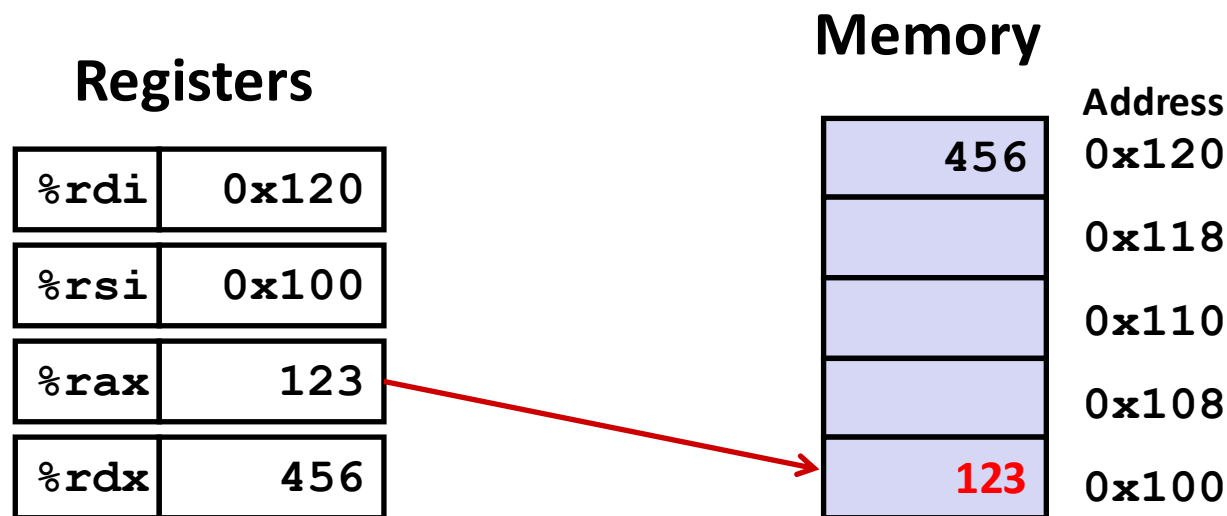 Registers
%rdi 0x120
%rsi 0x100
%rax 123
%rdx 456
Memory
Address
456 0x120
0x118
0x110
0x108
123 0x100